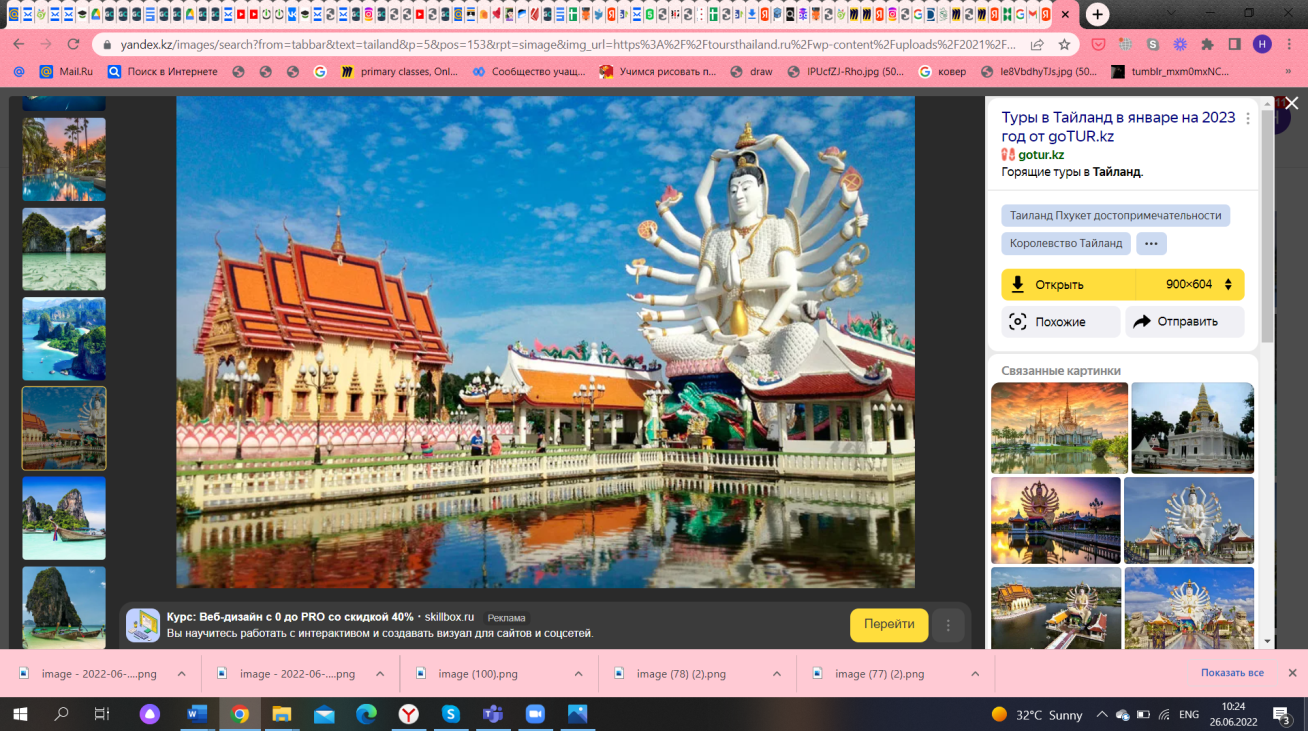 yandex.kz/images/search?from=tabbar&text=tailand&p=5&pos=153&rpt=simage&img_url=https%3A%2F%2Ftoursthailand.ru%2Fwp-content%2Fuploads%2F2021%2F...
H
Mail.Ru
Поиск в Интернете
primary classes, Onl...
Сообщество учащ...
Учимся рисовать п...
draw
IPUcfZJ-Rho.jpg (50...
ковер
le8VbdhyTJs.jpg (50...
tumblr_mxm0mxNC...
»
Туры в Тайланд в январе на 2023
год от goTUR.kz
gotur.kz
Горящие туры в Тайланд.
Таиланд Пхукет достопримечательности
Королевство Тайланд
•••
Открыть
900×604
Похожие
Отправить
Связанные картинки
Курс: Веб-дизайн с 0 до PRO со скидкой 40% • skillbox.ru Реклама
Вы научитесь работать с интерактивом и создавать визуал для сайтов и соцсетей.
Перейти
image - 2022-06-....png
image - 2022-06-....png
image (100).png
image (78) (2).png
image (77) (2).png
Показать все
32°C Sunny
ENG
10:24
26.06.2022
3